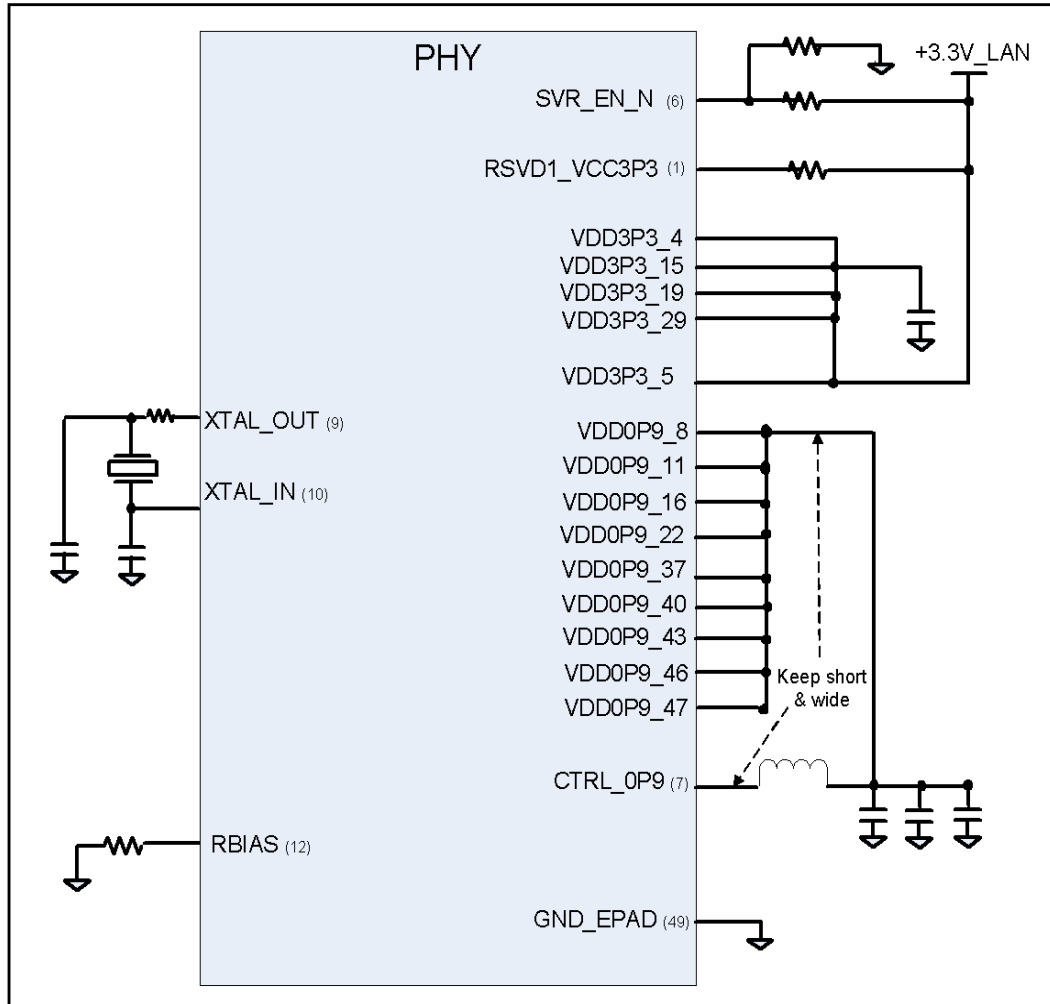 PHY
+3.3V_LAN
SVR_EN_N (6)
RSVD1_VCC3P3 (1)
VDD3P3_4
VDD3P3_15
VDD3P3_19
VDD3P3_29
VDD3P3_5
XTAL_OUT (9)
VDD0P9_8
VDD0P9_11
XTAL_IN (10)
VDD0P9_16
VDD0P9_22
VDD0P9_37
VDD0P9_40
VDD0P9_43
VDD0P9_46
VDD0P9_47
Keep short
& wide
CTRL_0P9 (7)
RBIAS (12)
GND_EPAD (49)